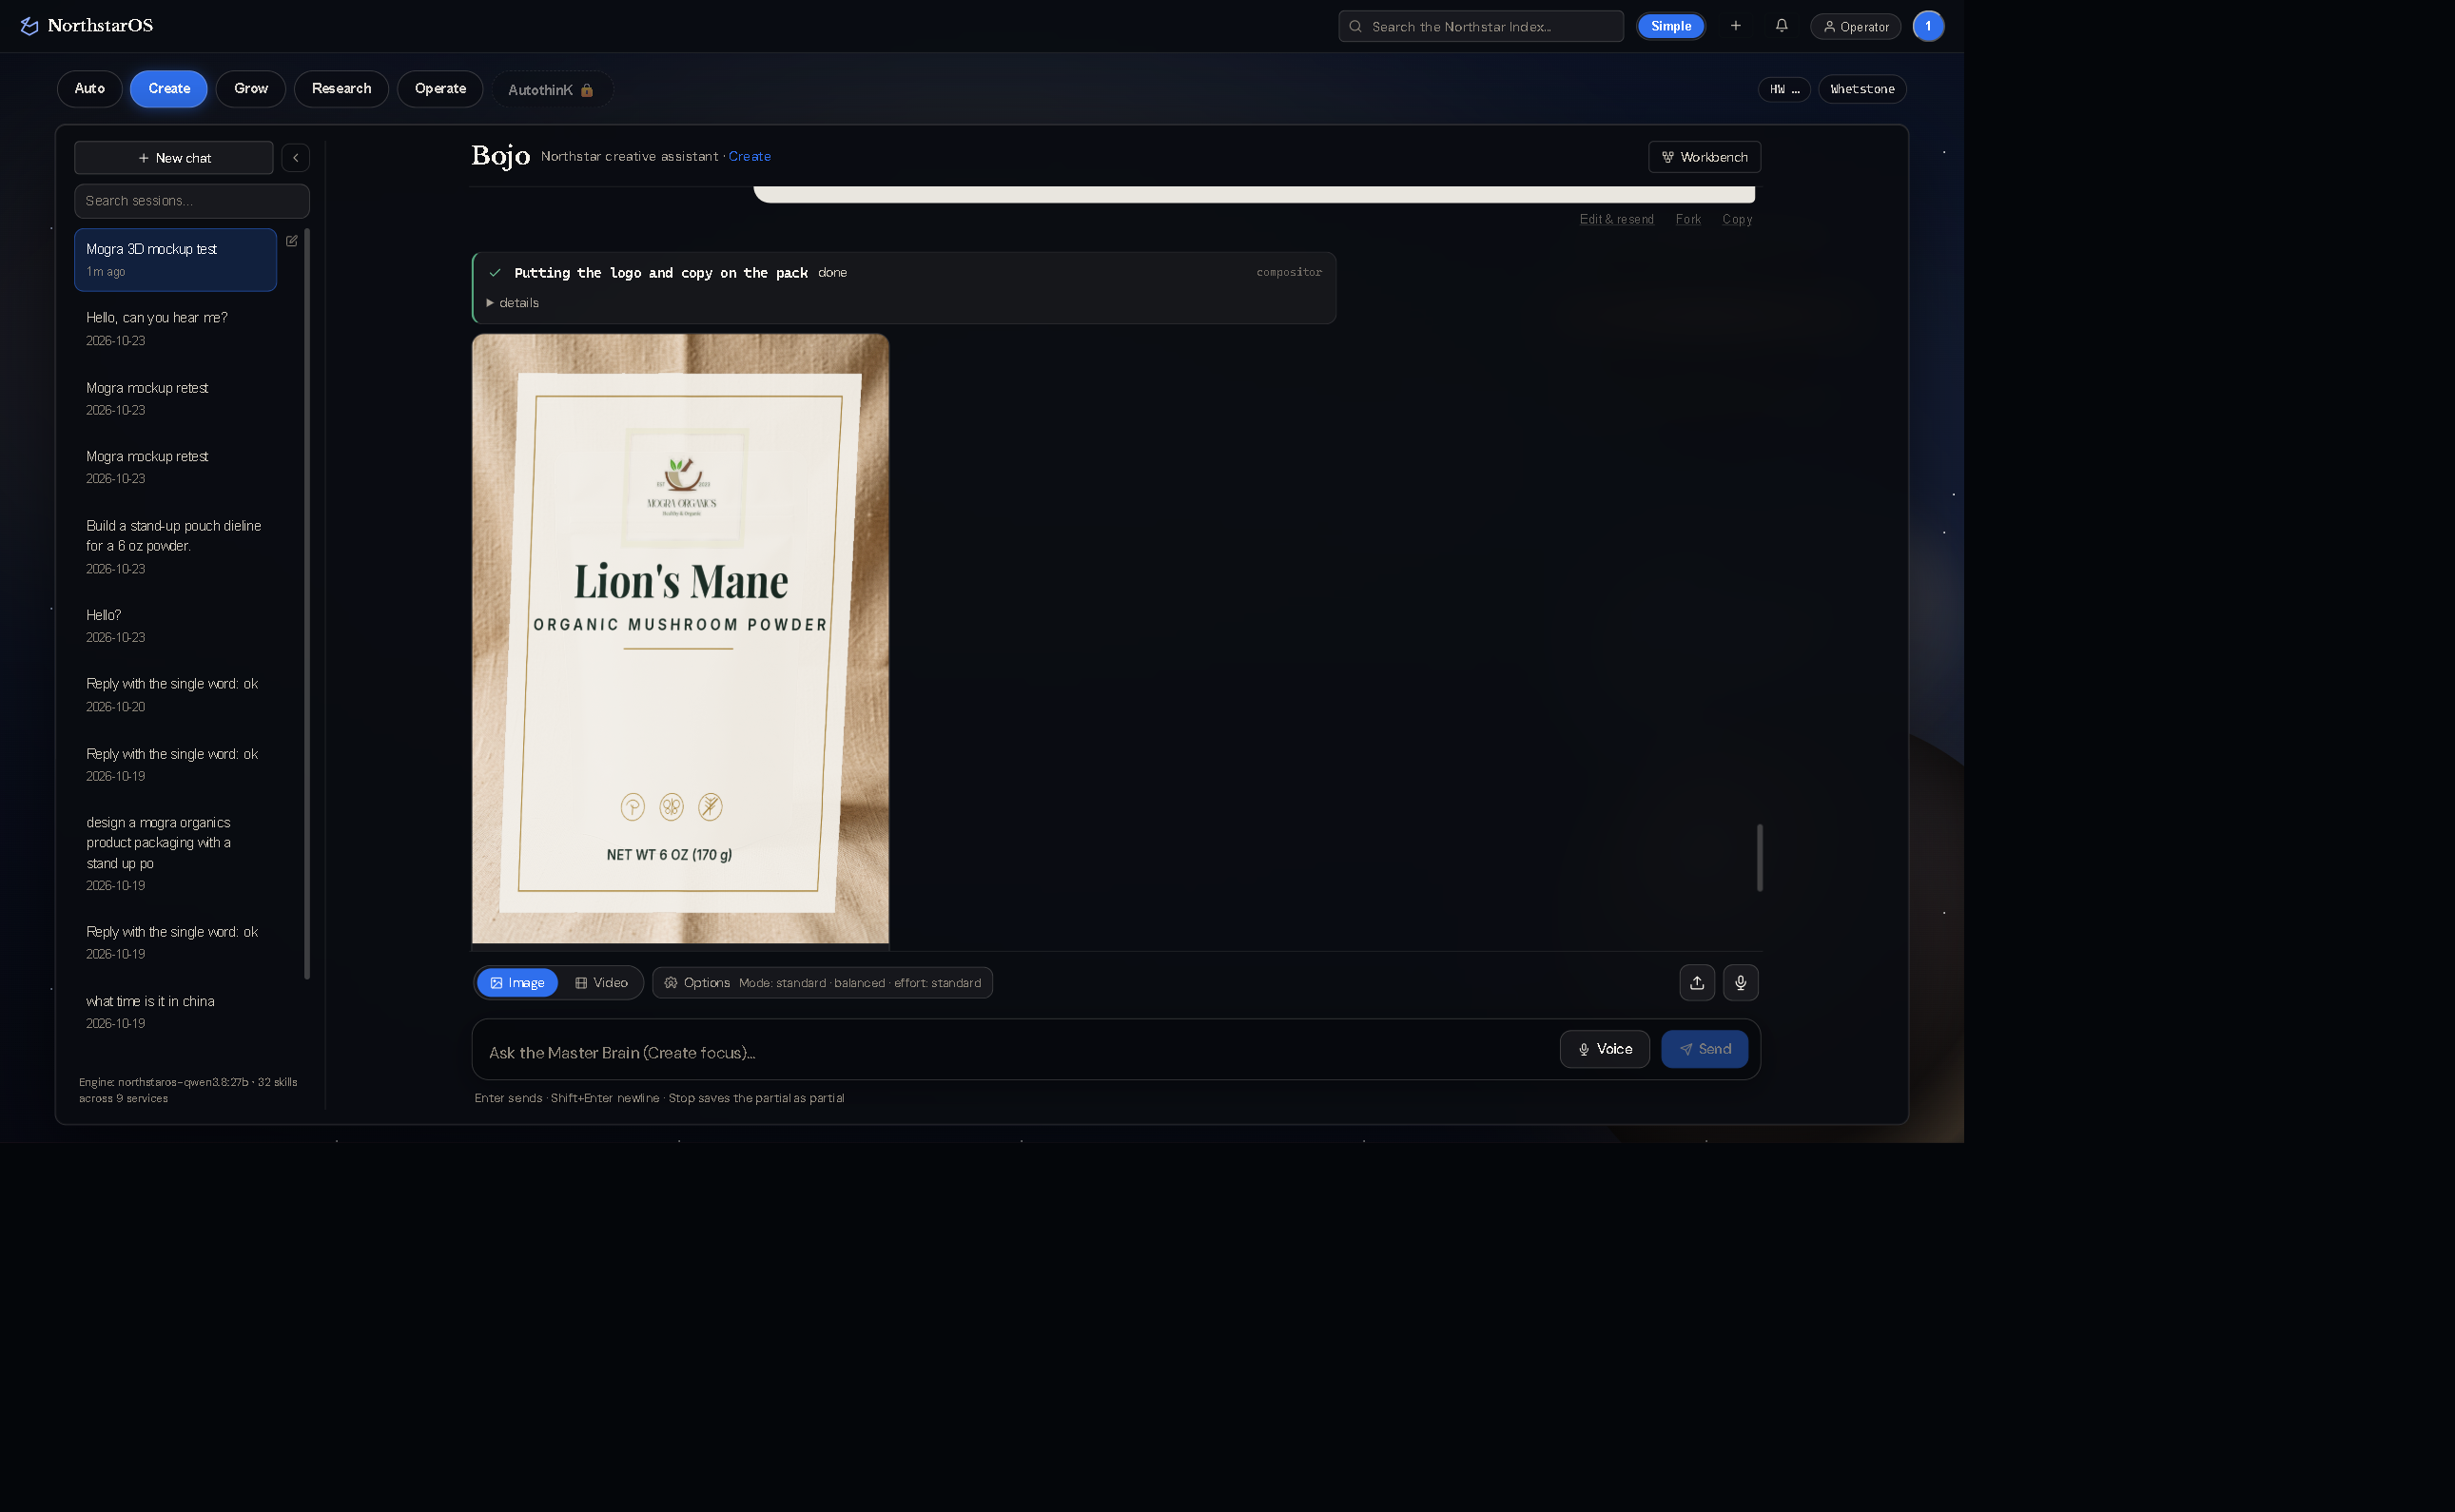 NorthstarOS
Search the Northstar Index...
Simple
Operator
1
Auto
Create
Grow
Research
Operate
AutothinK
HW …
Whetstone
New chat
Search sessions...
Mogra 3D mockup test
1m ago
Hello, can you hear me?
2026-10-23
Mogra mockup retest
2026-10-23
Mogra mockup retest
2026-10-23
Build a stand-up pouch dieline
for a 6 oz powder.
2026-10-23
Hello?
2026-10-23
Reply with the single word: ok
2026-10-20
Reply with the single word: ok
2026-10-19
design a mogra organics
product packaging with a
stand up po
2026-10-19
Reply with the single word: ok
2026-10-19
what time is it in china
2026-10-19
Engine: northstaros-qwen3.8:27b • 32 skills
across 9 services
Bojo Northstar creative assistant · Create
Workbench
Edit & resend Fork Copy
Putting the logo and copy on the pack done
compositor
details
MOGRA ORGANICS
Healthy & Organic
Lion's Mane
ORGANIC MUSHROOM POWDER
NET WT 6 OZ (170 g)
Image
Video
Options Mode: standard · balanced · effort: standard
Ask the Master Brain (Create focus)...
Voice
Send
Enter sends · Shift+Enter newline · Stop saves the partial as partial